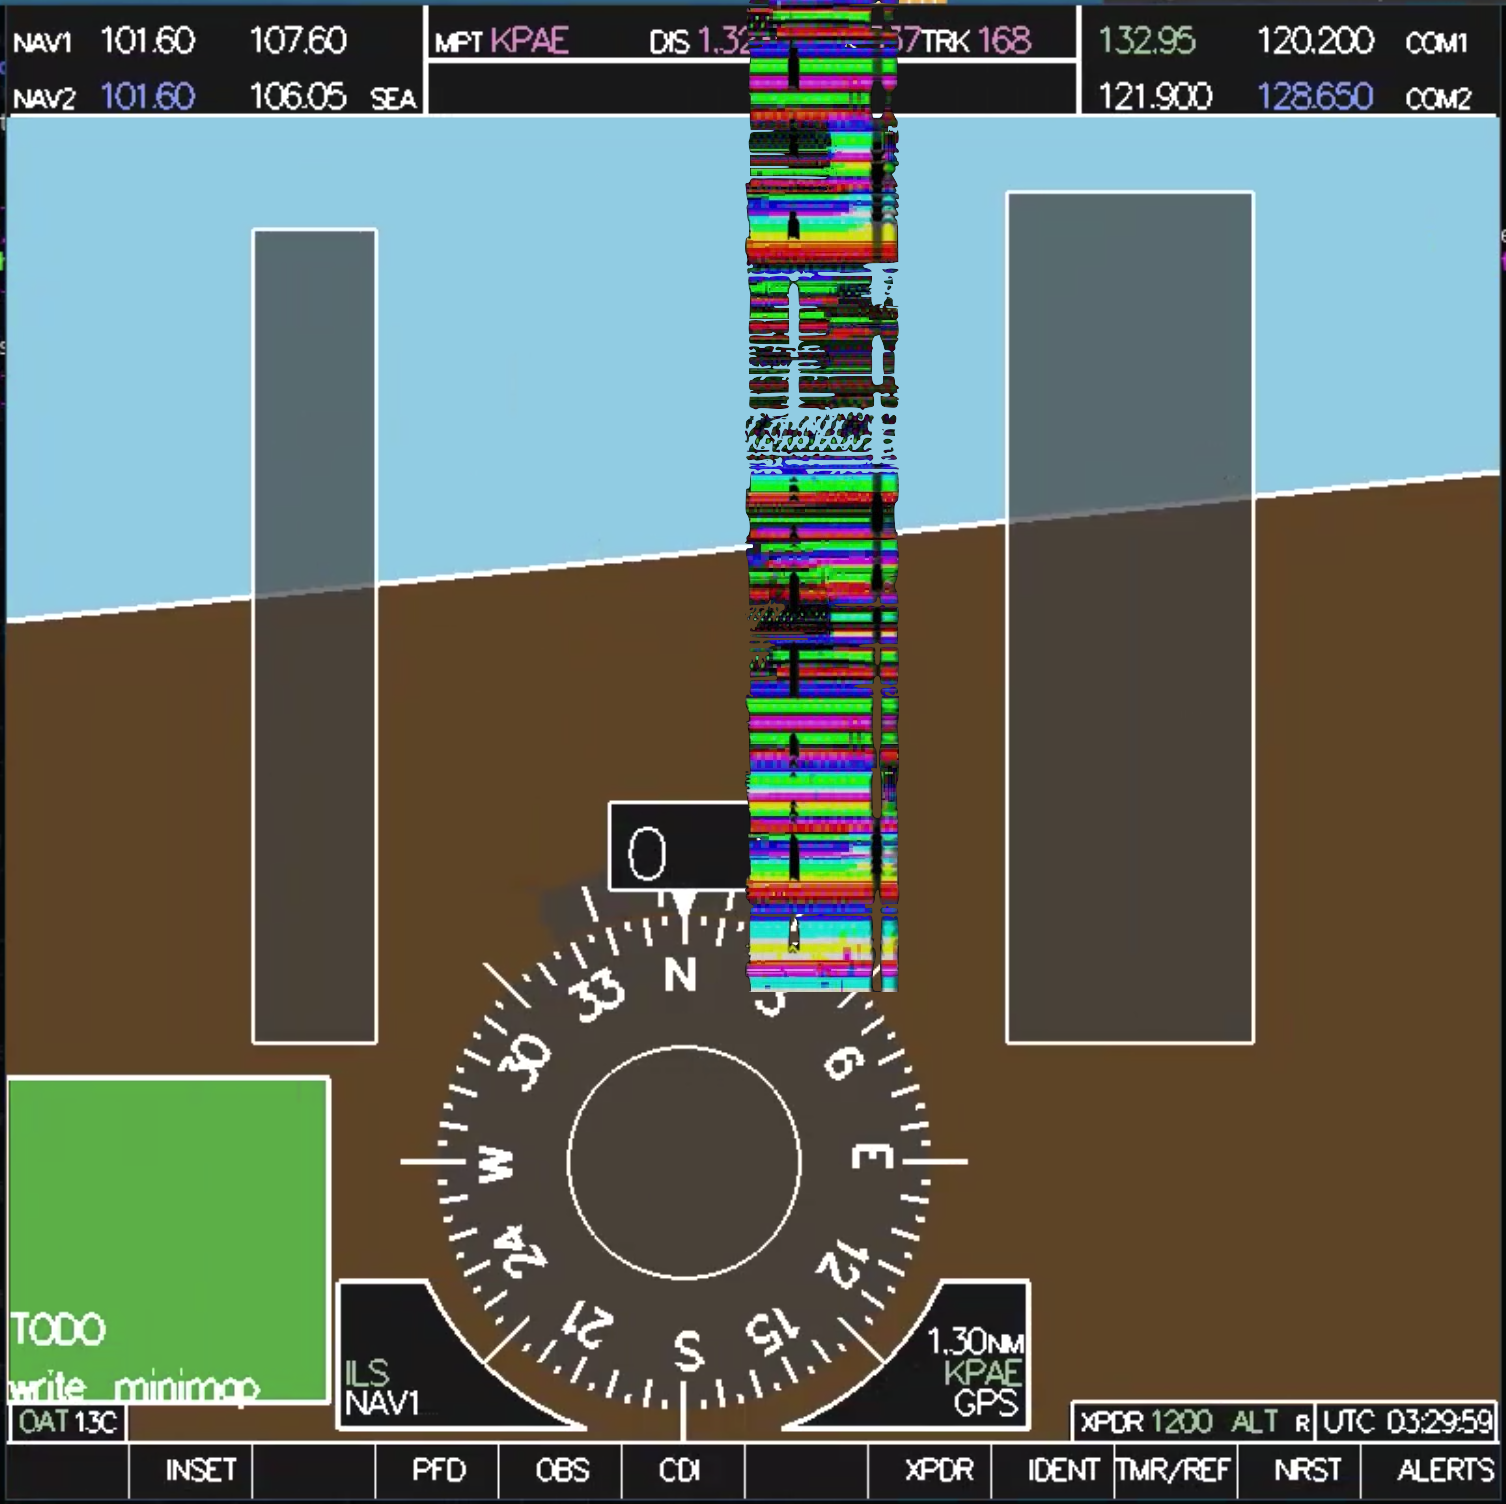 NAV1 101.60 107.60 MPT KPAE DIS 1.32 TRK 168 132.95 120.200 COM1
NAV2 101.60 106.05 SEA 121.900 128.650 COM2
0
N
33
30 6
W E
24 12
21 15
S
TODO
write minimap
ILS
NAV1
1.30NM
KPAE
GPS
OAT 13C
XPDR 1200 ALT R UTC 03:29:59
INSET PFD OBS CDI XPDR IDENT TMR/REF NRST ALERTS